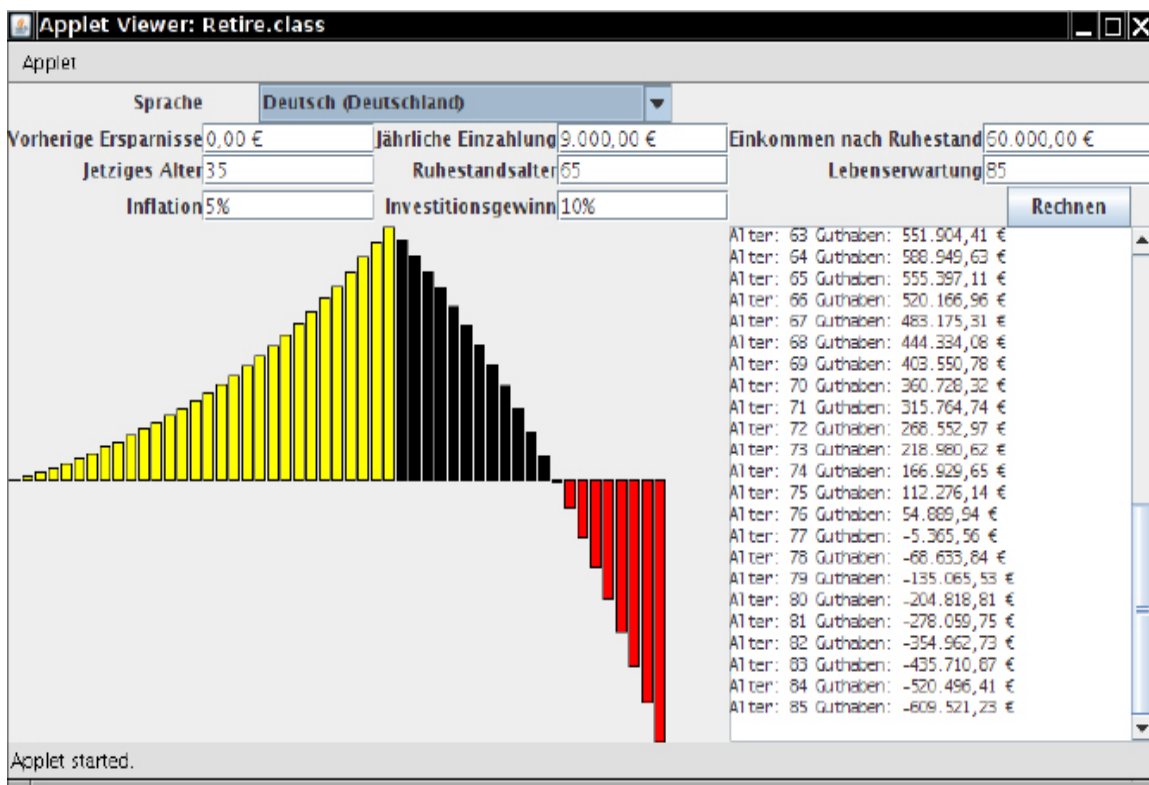 Applet Viewer: Retire.class
Applet
Sprache Deutsch (Deutschland)
Vorherige Ersparnisse 0,00 € Jährliche Einzahlung 9.000,00 € Einkommen nach Ruhestand 60.000,00 €
Jetziges Alter 35 Ruhestandsalter 65 Lebenserwartung 85
Inflation 5% Investitionsgewinn 10% Rechnen
Alter: 63 Guthaben: 551.904,41 €
Alter: 64 Guthaben: 588.949,63 €
Alter: 65 Guthaben: 555.397,11 €
Alter: 66 Guthaben: 520.166,96 €
Alter: 67 Guthaben: 483.175,31 €
Alter: 68 Guthaben: 444.334,08 €
Alter: 69 Guthaben: 403.550,78 €
Alter: 70 Guthaben: 360.728,32 €
Alter: 71 Guthaben: 315.764,74 €
Alter: 72 Guthaben: 268.552,97 €
Alter: 73 Guthaben: 218.980,62 €
Alter: 74 Guthaben: 166.929,65 €
Alter: 75 Guthaben: 112.276,14 €
Alter: 76 Guthaben: 54.889,94 €
Alter: 77 Guthaben: -5.365,56 €
Alter: 78 Guthaben: -68.633,84 €
Alter: 79 Guthaben: -135.065,53 €
Alter: 80 Guthaben: -204.818,81 €
Alter: 81 Guthaben: -278.059,75 €
Alter: 82 Guthaben: -354.962,73 €
Alter: 83 Guthaben: -435.710,87 €
Alter: 84 Guthaben: -520.496,41 €
Alter: 85 Guthaben: -609.521,23 €
Applet started.